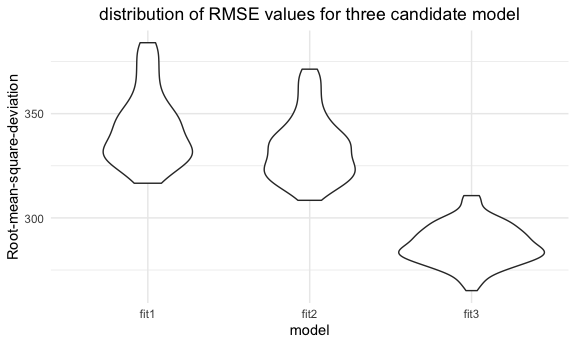 distribution of RMSE values for three candidate model
Root-mean-square-deviation
350
300
fit1
fit2
fit3
model